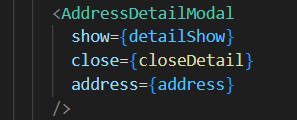 <AddressDetailModal
show={detailShow}
close={closeDetail}
address={address}
/>